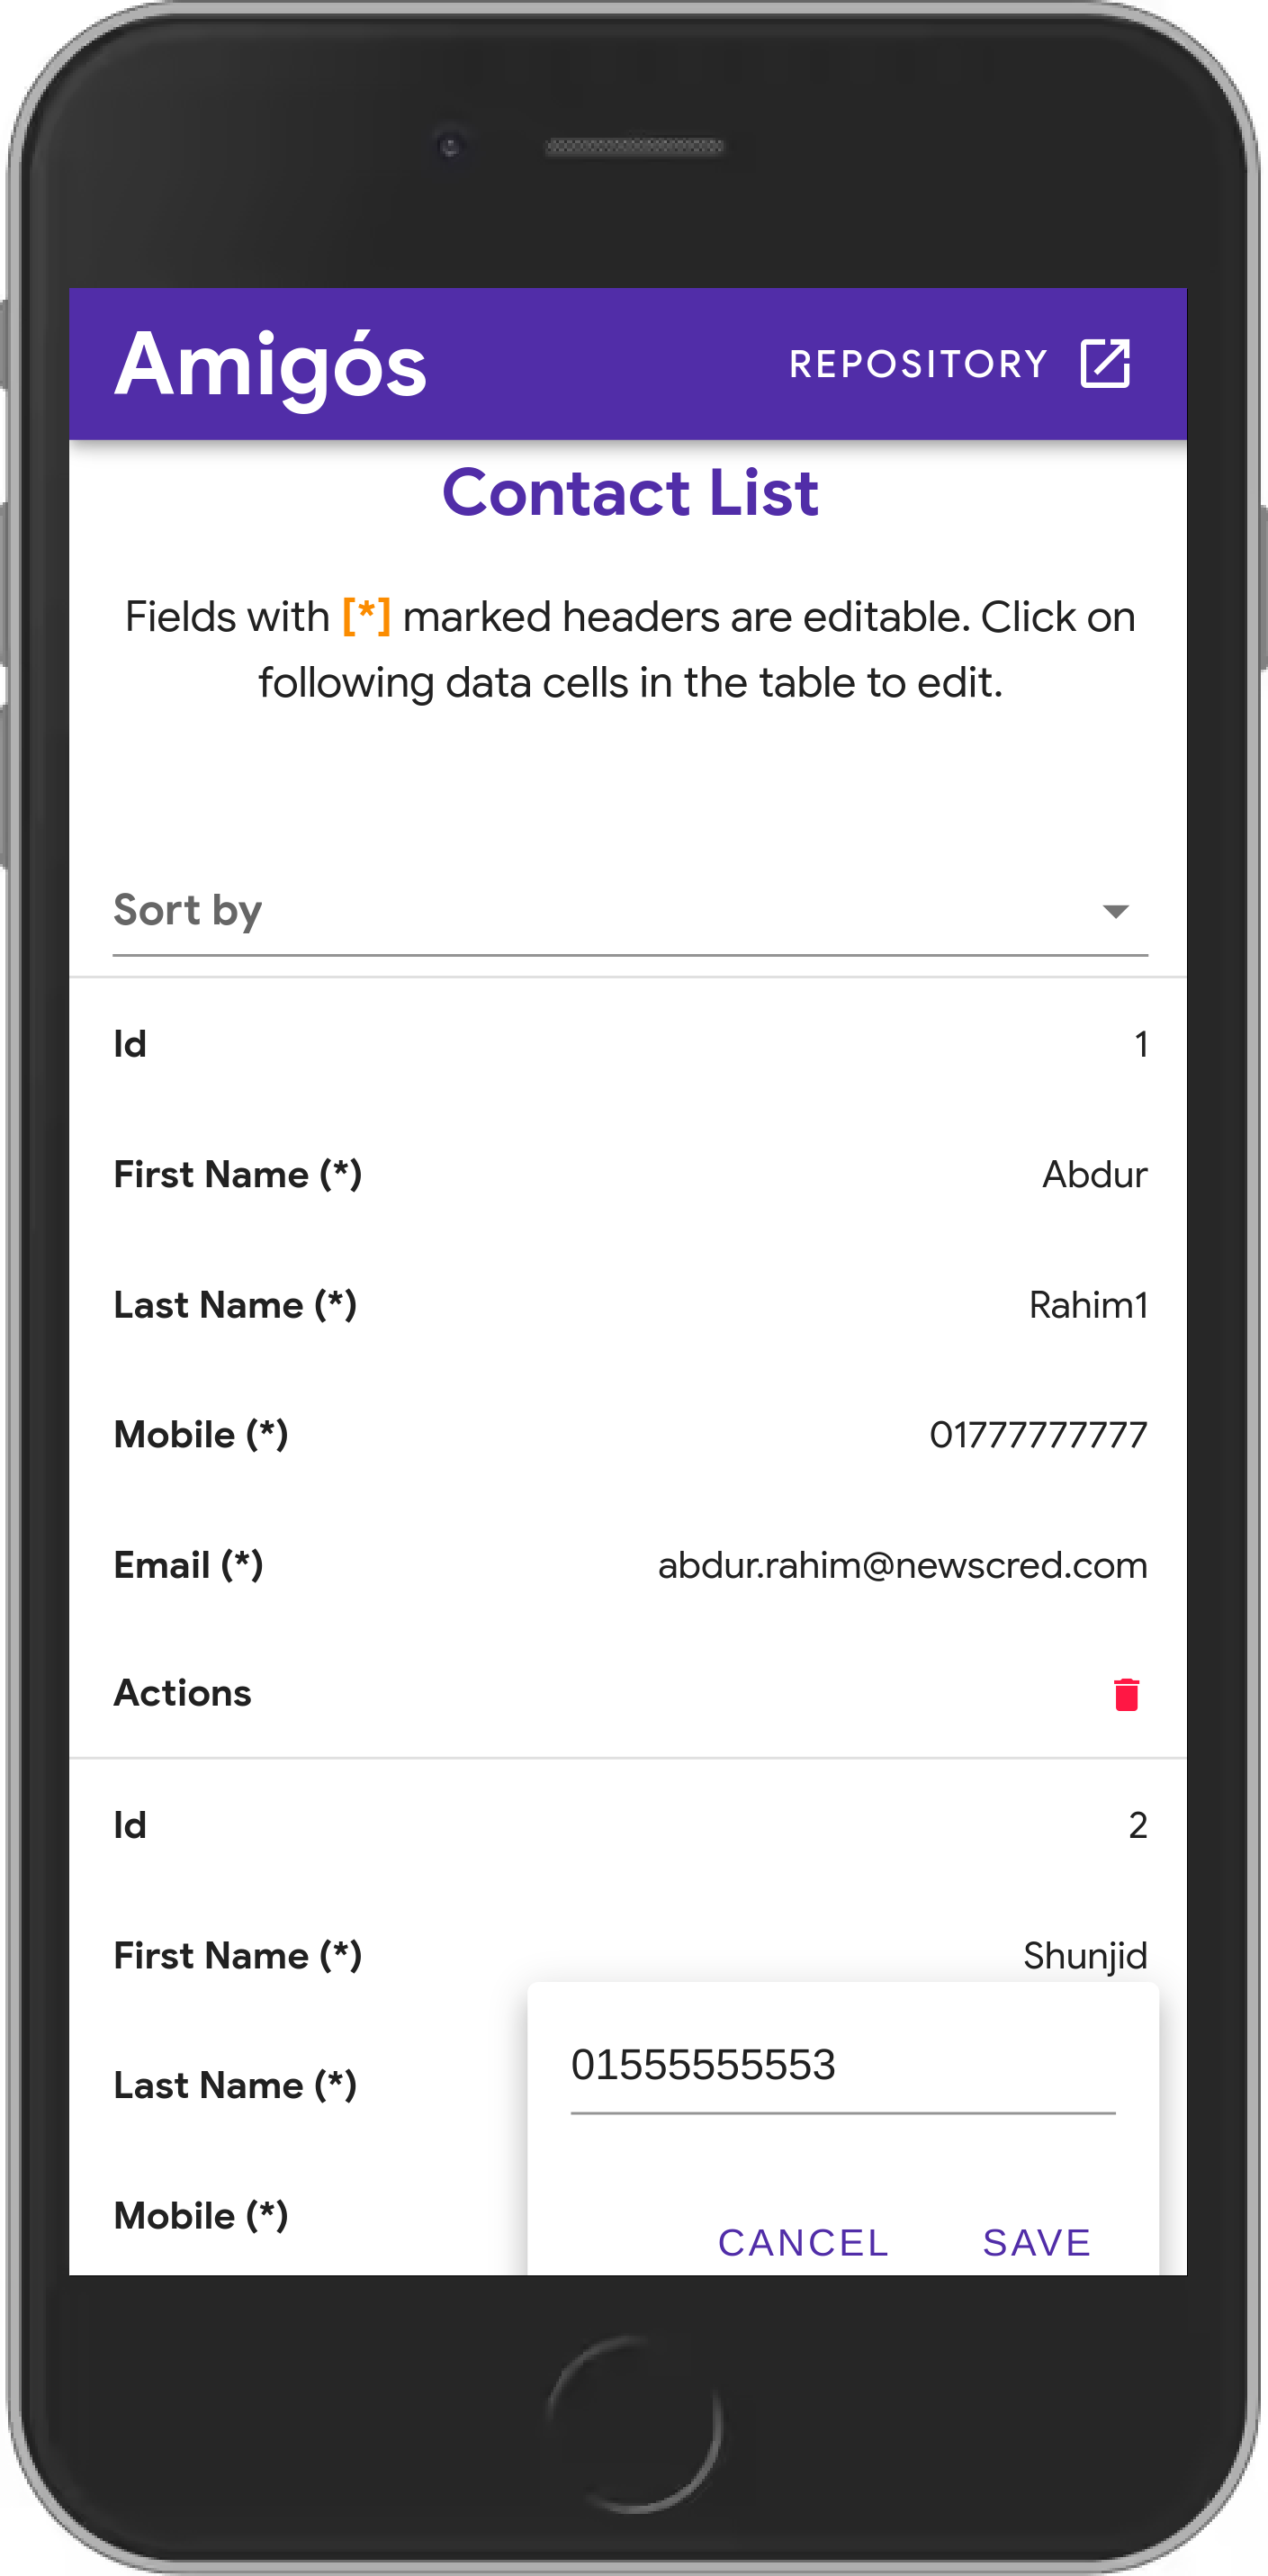 Amigós REPOSITORY
Contact List
Fields with [*] marked headers are editable. Click on
following data cells in the table to edit.
Sort by
Id 1
First Name (*) Abdur
Last Name (*) Rahim1
Mobile (*) 01777777777
Email (*) abdur.rahim@newscred.com
Actions
Id 2
First Name (*) Shunjid
01555555553
Last Name (*)
Mobile (*)
CANCEL SAVE